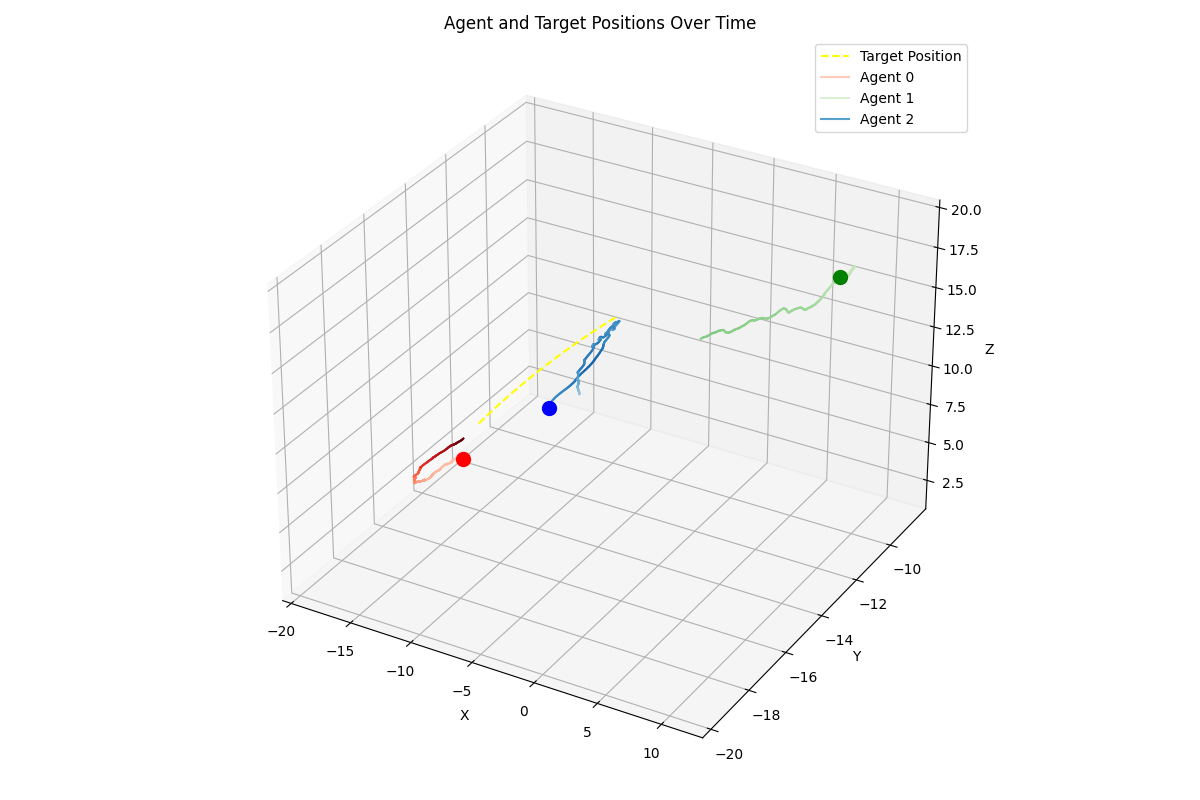 Agent and Target Positions Over Time
Target Position
Agent 0
Agent 1
Agent 2
20.0
17.5
15.0
12.5
10.0
7.5
5.0
2.5
Z
−10
−12
−14
−16
−18
−20
Y
−20
−15
−10
−5
0
5
10
X